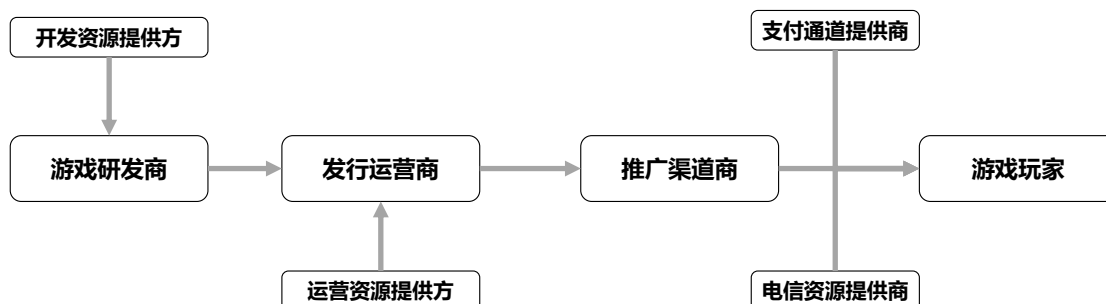 开发资源提供方
支付通道提供商
游戏研发商
发行运营商
推广渠道商
游戏玩家
运营资源提供方
电信资源提供商